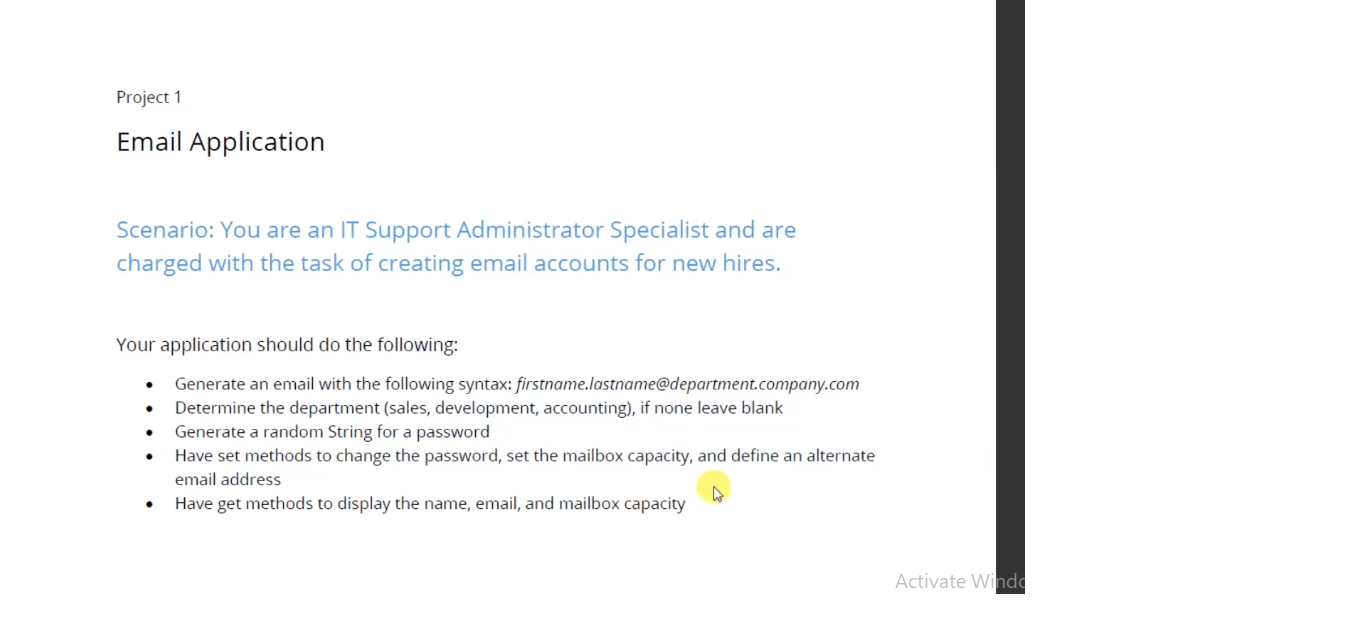 Project 1
Email Application
Scenario: You are an IT Support Administrator Specialist and are
charged with the task of creating email accounts for new hires.
Your application should do the following:
• Generate an email with the following syntax: firstname.lastname@department.company.com
• Determine the department (sales, development, accounting), if none leave blank
• Generate a random String for a password
• Have set methods to change the password, set the mailbox capacity, and define an alternate
email address
• Have get methods to display the name, email, and mailbox capacity
Activate Windo